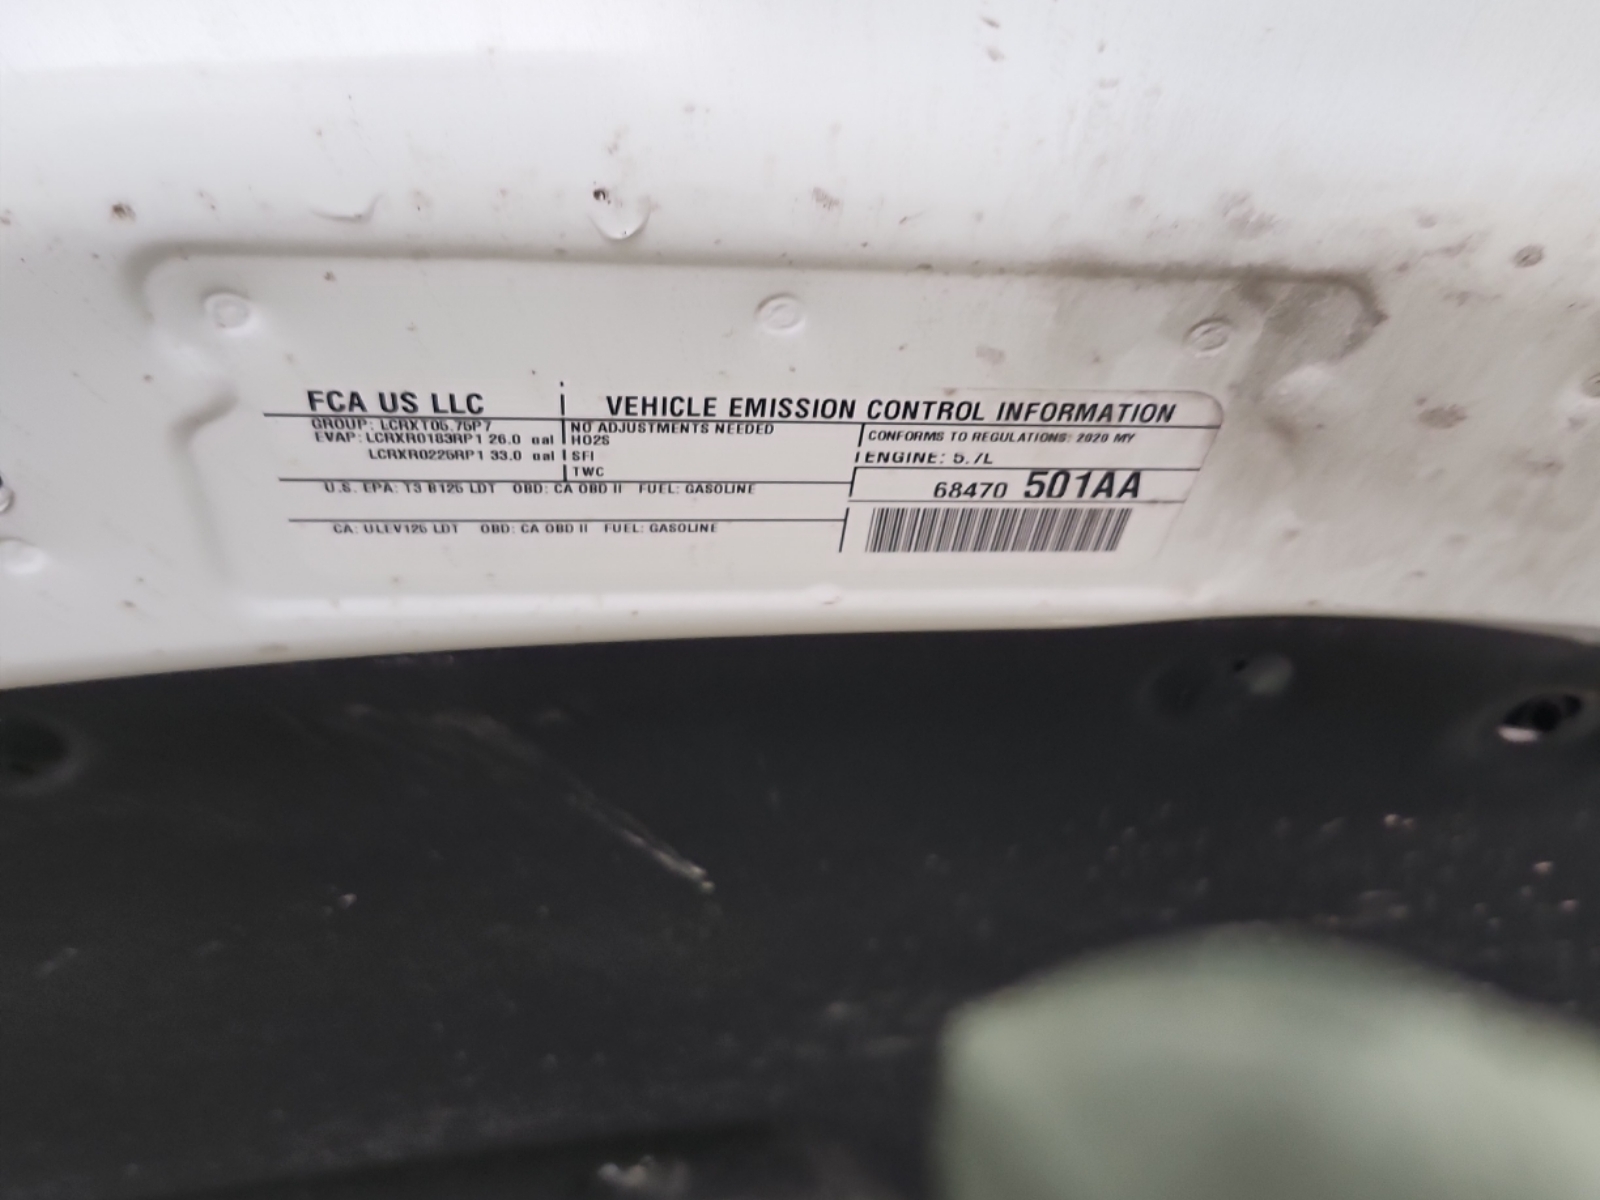 FCA US LLC
VEHICLE EMISSION CONTROL INFORMATION
GROUP: LCRXT05.75P7
EVAP: LCRXR0183RP1 26.0 gal
LCRXR0225RP1 33.0 gal
NO ADJUSTMENTS NEEDED
HO2S
SFI
TWC
CONFORMS TO REGULATIONS: 2020 MY
ENGINE: 5.7L
U.S. EPA: T3 B125 LDT OBD: CA OBD II FUEL: GASOLINE
68470 501AA
CA: ULEV125 LDT OBD: CA OBD II FUEL: GASOLINE